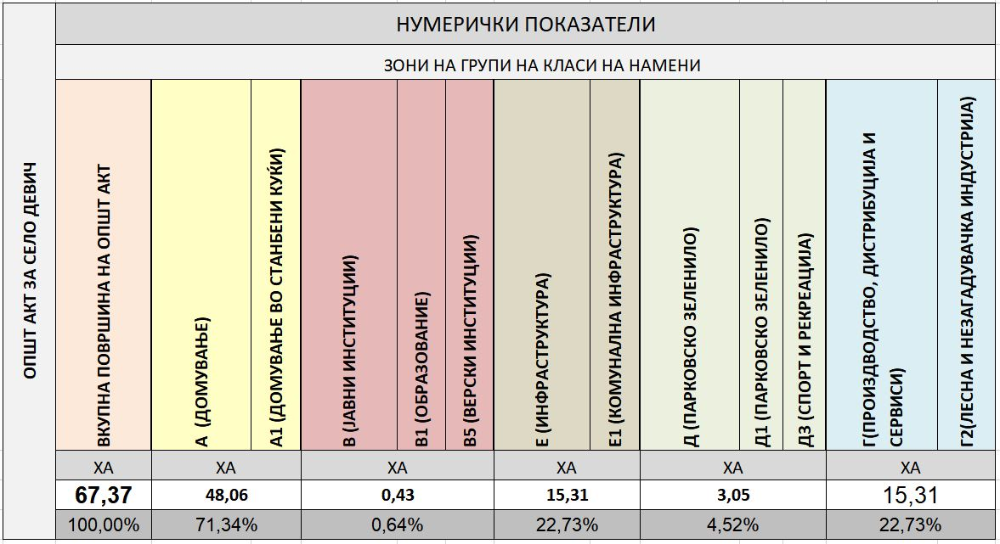 НУМЕРИЧКИ ПОКАЗАТЕЛИ
ЗОНИ НА ГРУПИ НА КЛАСИ НА НАМЕНИ
ОПШТ АКТ ЗА СЕЛО ДЕВИЧ
ВКУПНА ПОВРШИНА НА ОПШТ АКТ
А (ДОМУВАЊЕ)
А1 (ДОМУВАЊЕ ВО СТАНБЕНИ КУЌИ)
В (ЈАВНИ ИНСТИТУЦИИ)
В1 (ОБРАЗОВАНИЕ)
В5 (ВЕРСКИ ИНСТИТУЦИИ)
Е (ИНФРАСТРУКТУРА)
Е1 (КОМУНАЛНА ИНФРАСТРУКТУРА)
Д (ПАРКОВСКО ЗЕЛЕНИЛО)
Д1 (ПАРКОВСКО ЗЕЛЕНИЛО)
Д3 (СПОРТ И РЕКРЕАЦИЈА)
Г(ПРОИЗДВОДСТВО, ДИСТРИБУЦИЈА И
СЕРВИСИ)
Г2(ЛЕСНА И НЕЗАГАДУВАЧКА ИНДУСТРИЈА)
ХА ХА ХА ХА ХА ХА
67,37 48,06 0,43 15,31 3,05 15,31
100,00% 71,34% 0,64% 22,73% 4,52% 22,73%